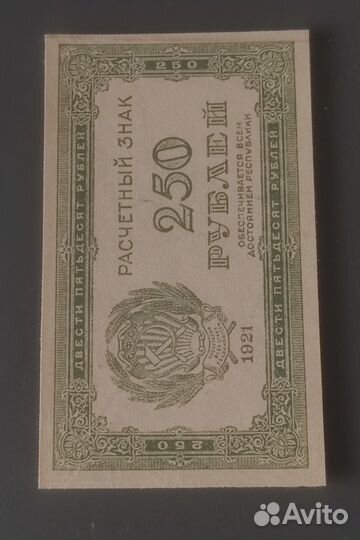 250
ДВЕСТИ ПЯТЬДЕСЯТ РУБЛЕЙ
РАСЧЕТНЫЙ ЗНАК
250
РУБЛЕЙ
ОБЕСПЕЧИВАЕТСЯ ВСЕМ
ДОСТОЯНИЕМ РЕСПУБЛИКИ
1921
ДВЕСТИ ПЯТЬДЕСЯТ РУБЛЕЙ
250
Avito